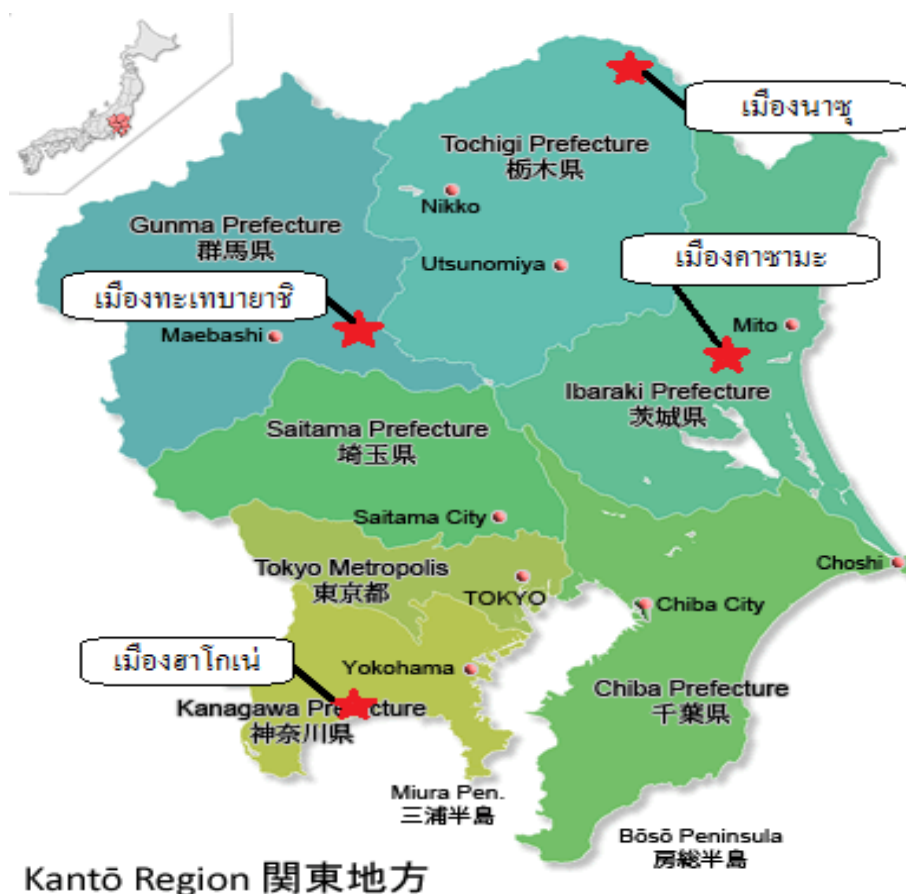 เมืองนาซุ
Tochigi Prefecture
栃木県
Nikko
Gunma Prefecture
群馬県
Utsunomiya
เมืองคาซามะ
เมืองทะเทบายาชิ
Maebashi
Mito
Ibaraki Prefecture
茨城県
Saitama Prefecture
埼玉県
Saitama City
Choshi
Tokyo Metropolis
東京都
TOKYO
Chiba City
เมืองฮาโกเน่
Yokohama
Chiba Prefecture
千葉県
Kanagawa Prefecture
神奈川県
Miura Pen.
三浦半島
Bōsō Peninsula
房総半島
Kantō Region 関東地方